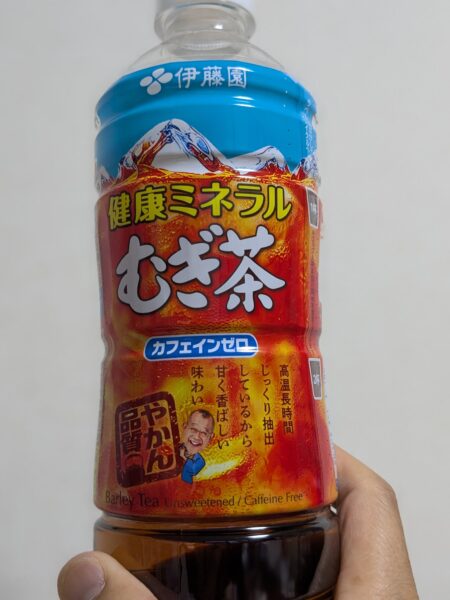 伊藤園
健康ミネラル
むぎ茶
カフェインゼロ
高温長時間
じっくり抽出
しているから
甘く香ばしい
味わい
やかん
品質
Barley Tea Unsweetened / Caffeine Free